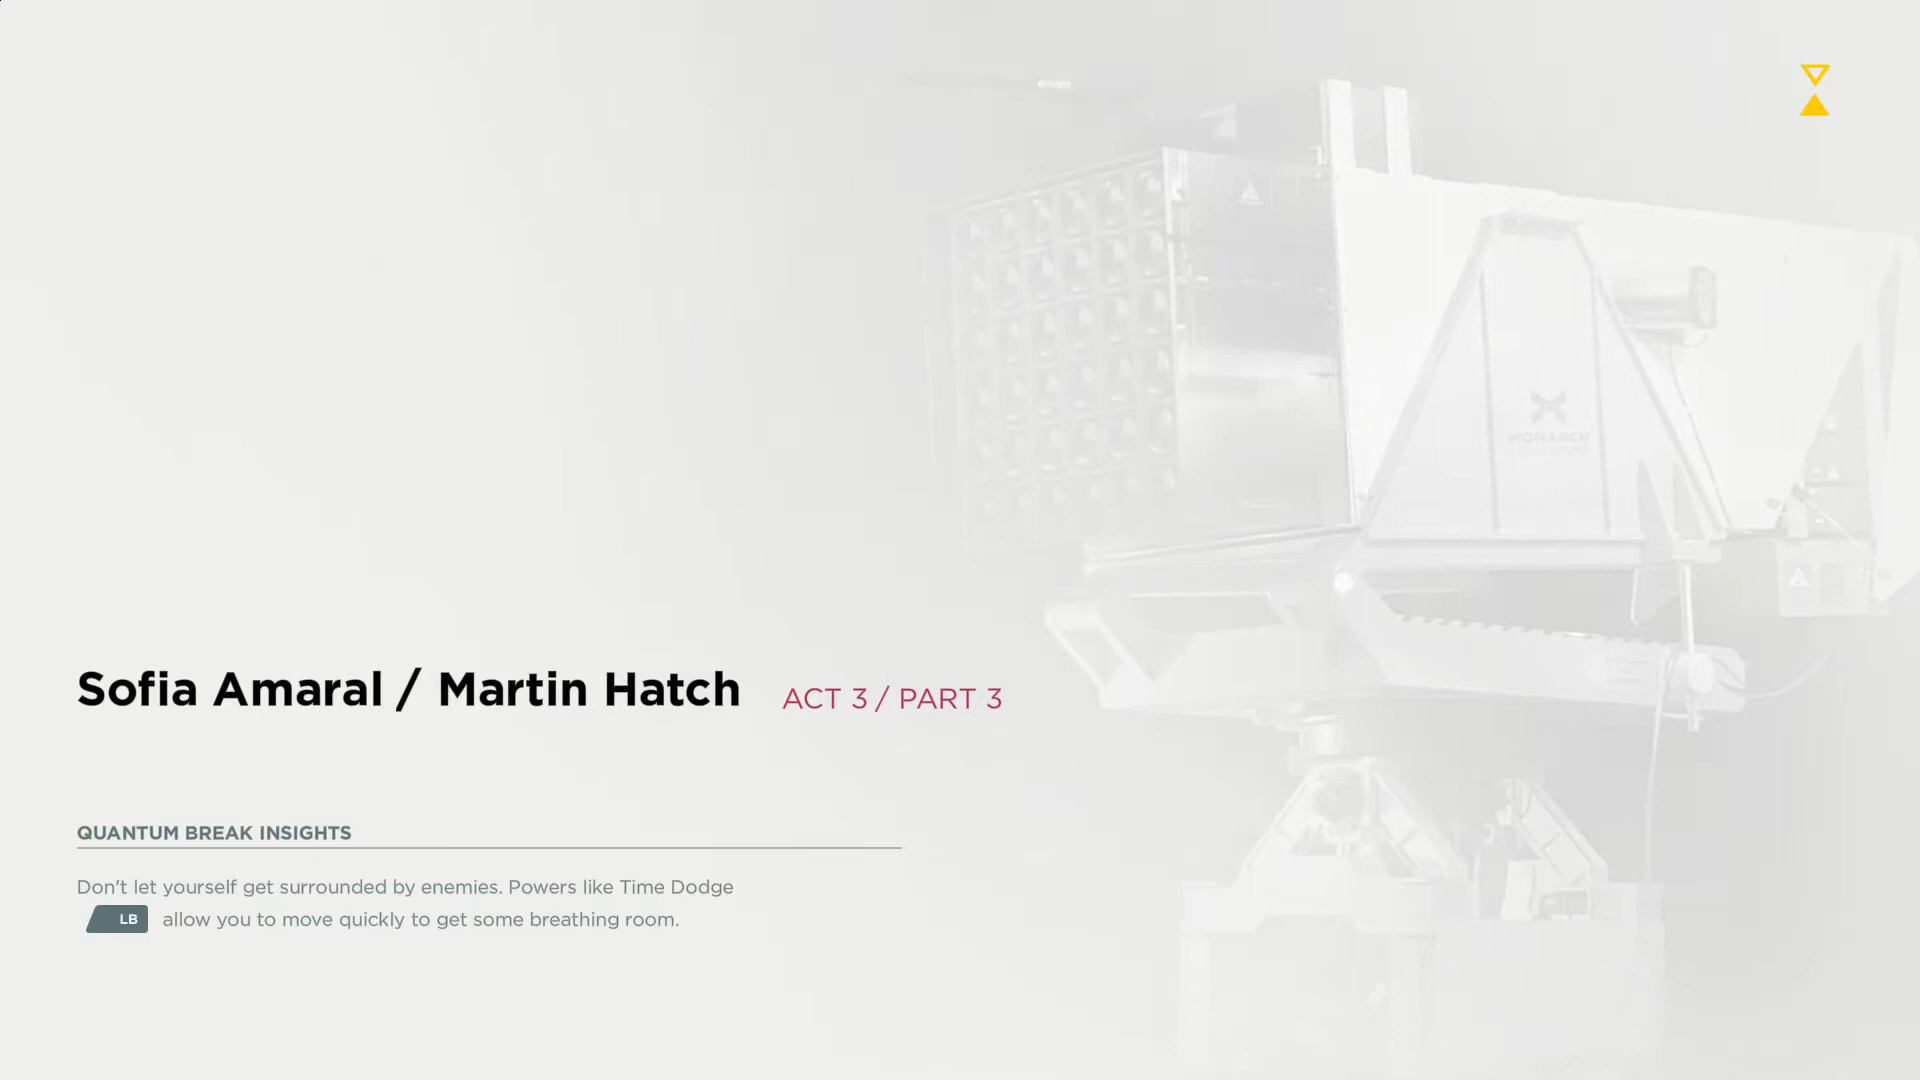 MONARCH
Sofia Amaral / Martin Hatch
ACT 3 / PART 3
QUANTUM BREAK INSIGHTS
Don't let yourself get surrounded by enemies. Powers like Time Dodge
LB allow you to move quickly to get some breathing room.